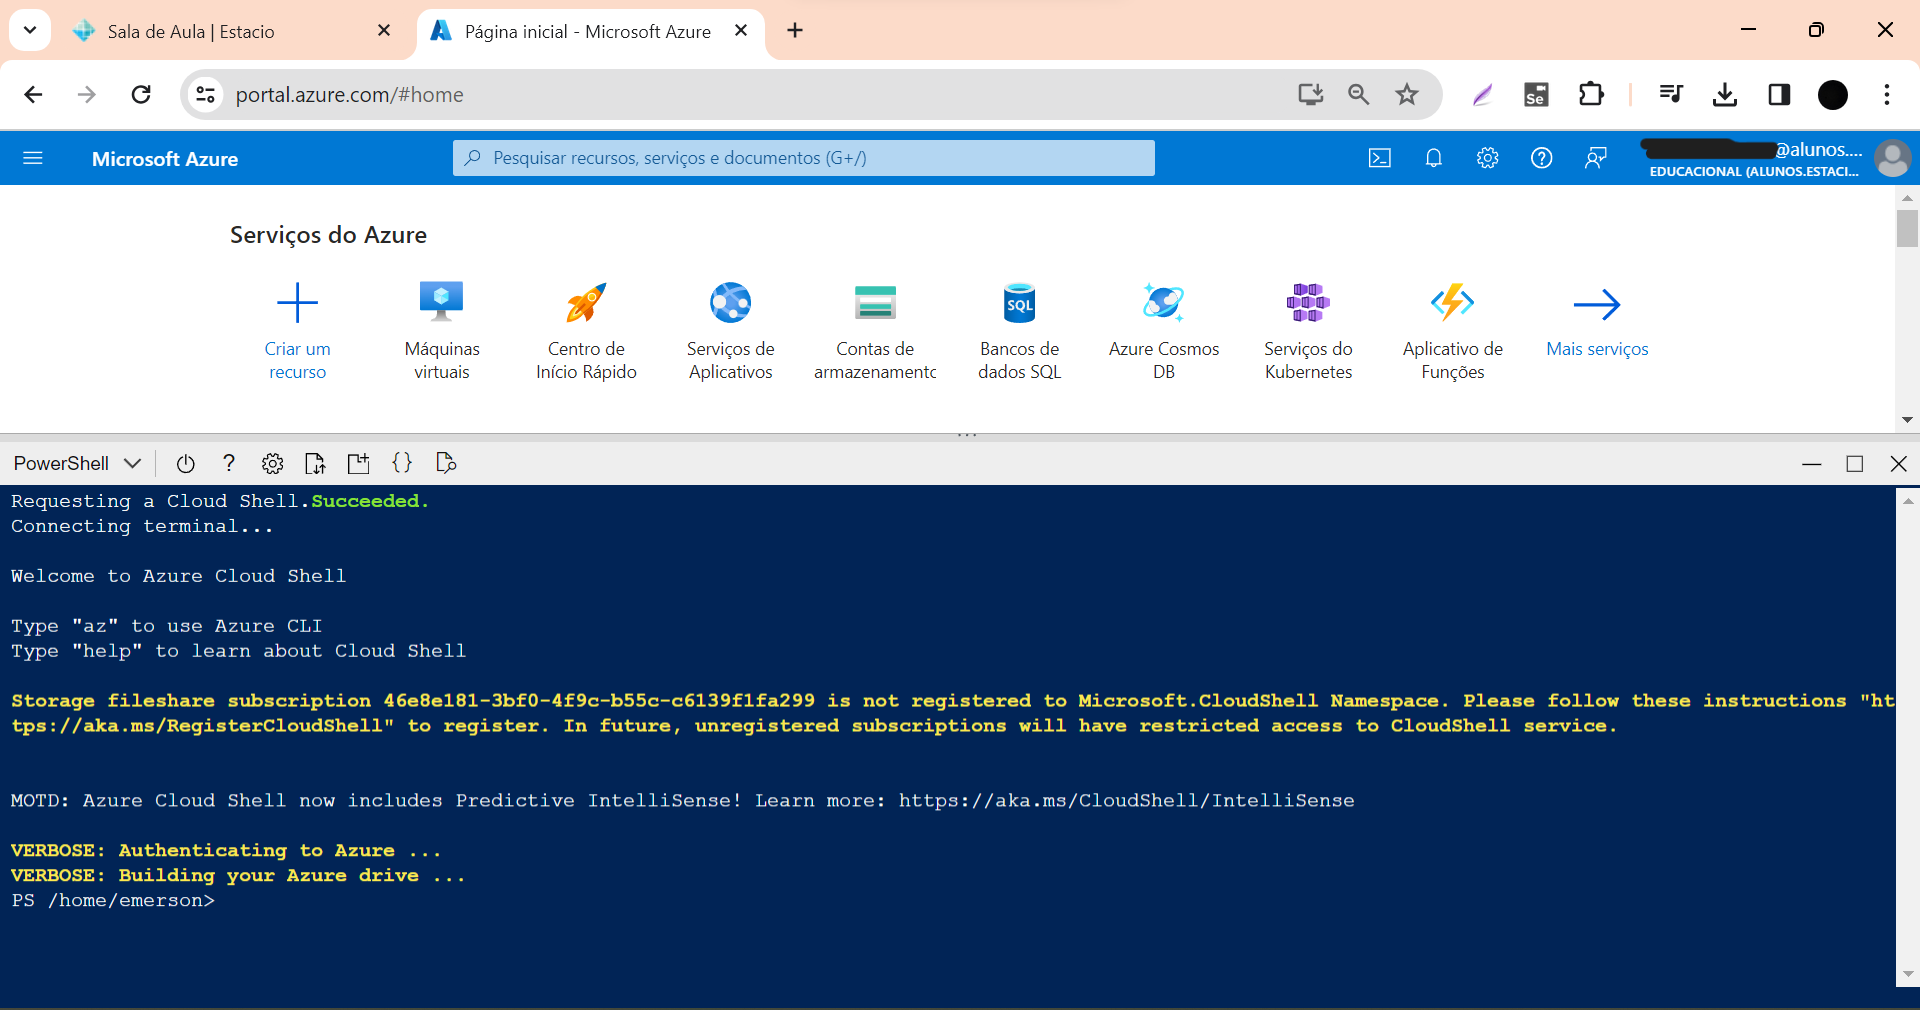 Sala de Aula | Estacio
Página inicial - Microsoft Azure
portal.azure.com/#home
Se
Microsoft Azure
Pesquisar recursos, serviços e documentos (G+/)
@alunos....
EDUCACIONAL (ALUNOS.ESTACI...
Serviços do Azure
Criar um
recurso
Máquinas
virtuais
Centro de
Início Rápido
Serviços de
Aplicativos
Contas de
armazenamento
SQL
Bancos de
dados SQL
Azure Cosmos
DB
Serviços do
Kubernetes
Aplicativo de
Funções
Mais serviços
PowerShell
Requesting a Cloud Shell.Succeeded.
Connecting terminal...
Welcome to Azure Cloud Shell
Type "az" to use Azure CLI
Type "help" to learn about Cloud Shell
Storage fileshare subscription 46e8e181-3bf0-4f9c-b55c-c6139f1fa299 is not registered to Microsoft.CloudShell Namespace. Please follow these instructions "ht
tps://aka.ms/RegisterCloudShell" to register. In future, unregistered subscriptions will have restricted access to CloudShell service.
MOTD: Azure Cloud Shell now includes Predictive IntelliSense! Learn more: https://aka.ms/CloudShell/IntelliSense
VERBOSE: Authenticating to Azure ...
VERBOSE: Building your Azure drive ...
PS /home/emerson>